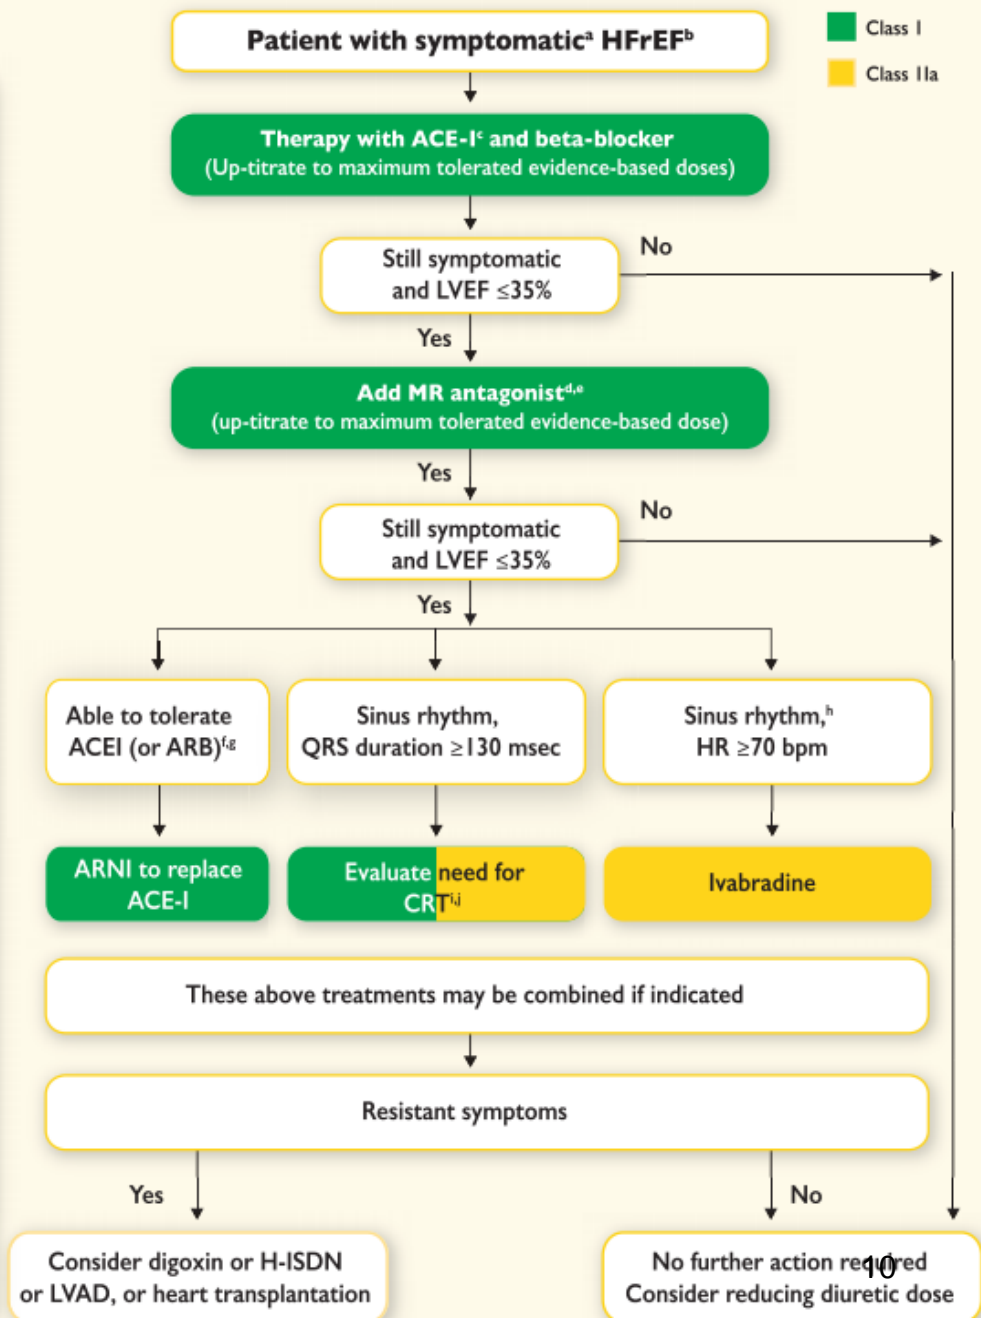 Patient with symptomaticᵃ HFrEFᵇ
Class I
Class IIa
Therapy with ACE-Iᶜ and beta-blocker
(Up-titrate to maximum tolerated evidence-based doses)
Still symptomatic
and LVEF ≤35%
No
Yes
Add MR antagonistᵈ,ᵉ
(up-titrate to maximum tolerated evidence-based dose)
Yes
Still symptomatic
and LVEF ≤35%
No
Yes
Able to tolerate
ACEI (or ARB)ᶠ,ᵍ
Sinus rhythm,
QRS duration ≥130 msec
Sinus rhythm,ʰ
HR ≥70 bpm
ARNI to replace
ACE-I
Evaluate need for
CRTⁱ,ʲ
Ivabradine
These above treatments may be combined if indicated
Resistant symptoms
Yes
No
Consider digoxin or H-ISDN
or LVAD, or heart transplantation
No further action required
Consider reducing diuretic dose
10